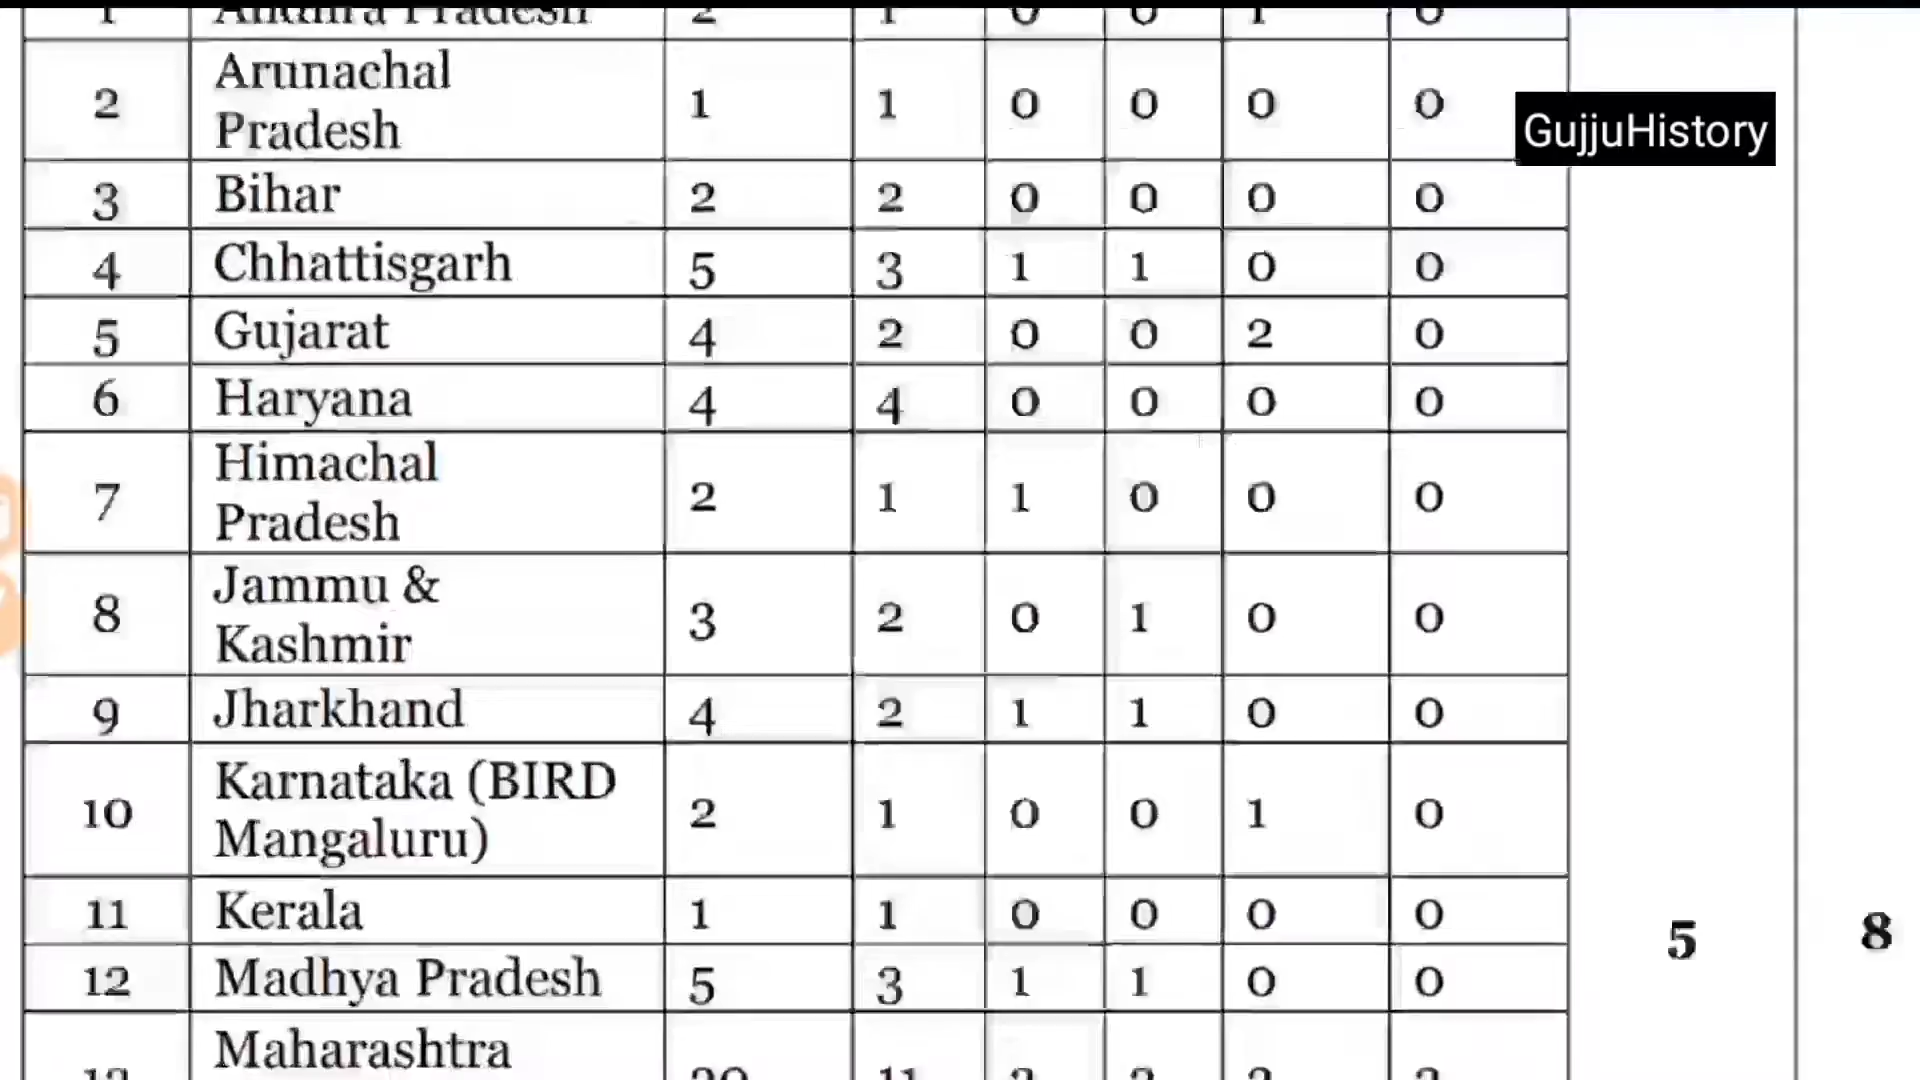 1 Andhra Pradesh 2 1 0 0 1 0
Arunachal
2 1 1 0 0 0 0
Pradesh
GujjuHistory
3 Bihar 2 2 0 0 0 0
4 Chhattisgarh 5 3 1 1 0 0
5 Gujarat 4 2 0 0 2 0
6 Haryana 4 4 0 0 0 0
Himachal
7 2 1 1 0 0 0
Pradesh
Jammu &
8 3 2 0 1 0 0
Kashmir
9 Jharkhand 4 2 1 1 0 0
Karnataka (BIRD
10 2 1 0 0 1 0
Mangaluru)
11 Kerala 1 1 0 0 0 0
5 8
12 Madhya Pradesh 5 3 1 1 0 0
Maharashtra